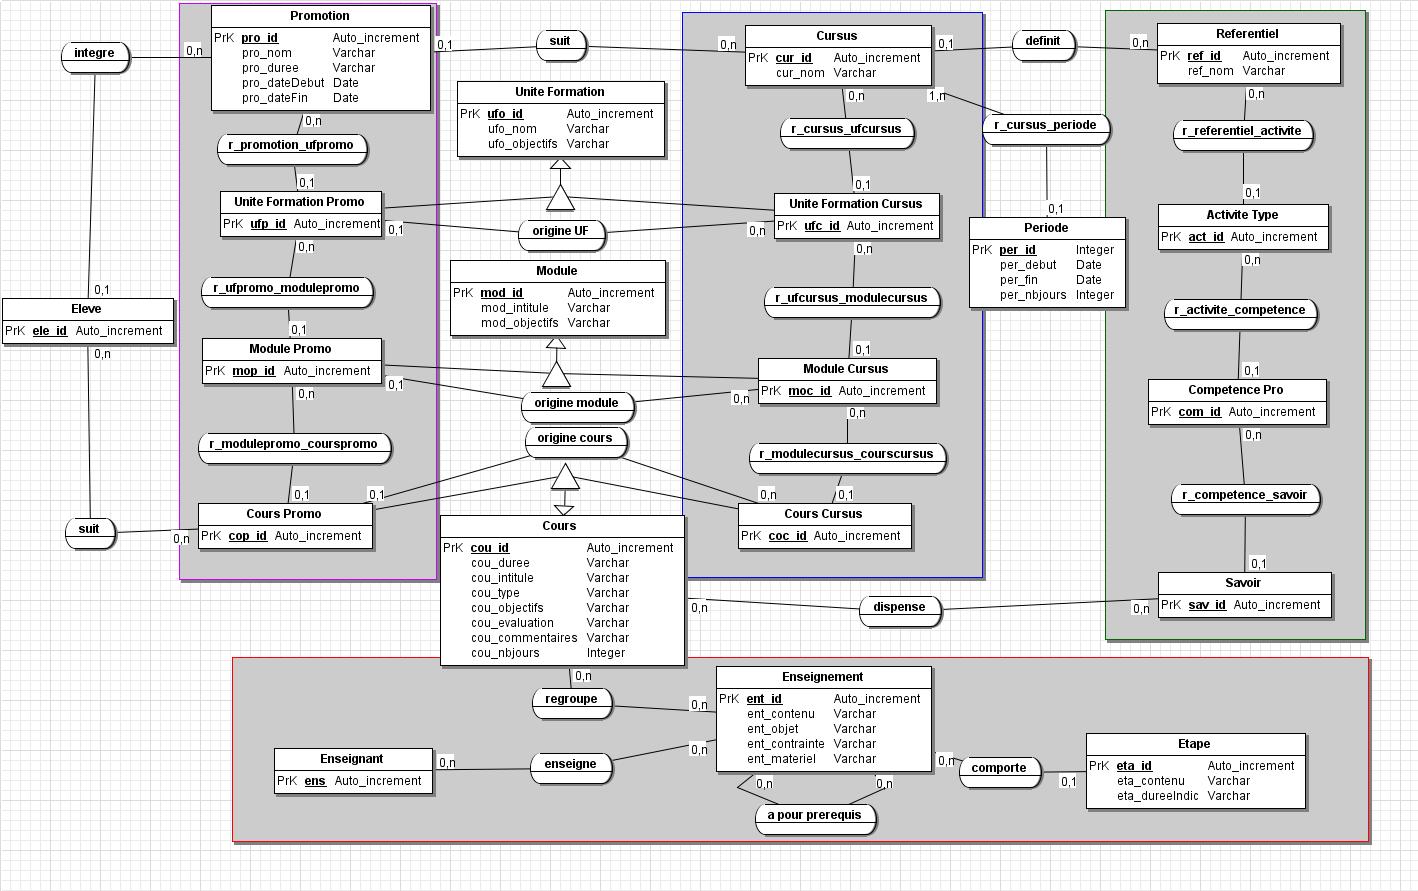 Promotion
PrK pro_id Auto_increment
pro_nom Varchar
pro_duree Varchar
pro_dateDebut Date
pro_dateFin Date
integre
0,n
0,1
suit
0,n
Cursus
PrK cur_id Auto_increment
cur_nom Varchar
0,1
definit
0,n
Referentiel
PrK ref_id Auto_increment
ref_nom Varchar
Unite Formation
PrK ufo_id Auto_increment
ufo_nom Varchar
ufo_objectifs Varchar
0,n
0,n
1,n
0,n
r_promotion_ufpromo
r_cursus_ufcursus
r_cursus_periode
r_referentiel_activite
0,1
0,1
0,1
0,1
Unite Formation Promo
PrK ufp_id Auto_increment
0,1
origine UF
0,n
Unite Formation Cursus
PrK ufc_id Auto_increment
Periode
PrK per_id Integer
per_debut Date
per_fin Date
per_nbjours Integer
Activite Type
PrK act_id Auto_increment
0,n
0,n
0,n
Module
PrK mod_id Auto_increment
mod_intitule Varchar
mod_objectifs Varchar
r_ufpromo_modulepromo
r_ufcursus_modulecursus
r_activite_competence
0,1
Eleve
PrK ele_id Auto_increment
0,n
0,1
0,1
0,1
Module Promo
PrK mop_id Auto_increment
0,1
0,n
origine module
0,n
Module Cursus
PrK moc_id Auto_increment
0,n
Competence Pro
PrK com_id Auto_increment
0,n
r_modulepromo_courspromo
origine cours
r_modulecursus_courscursus
r_competence_savoir
0,1
0,1
0,n
0,1
0,1
Cours Promo
PrK cop_id Auto_increment
suit
0,n
Cours Cursus
PrK coc_id Auto_increment
Cours
PrK cou_id Auto_increment
cou_duree Varchar
cou_intitule Varchar
cou_type Varchar
cou_objectifs Varchar
cou_evaluation Varchar
cou_commentaires Varchar
cou_nbjours Integer
0,n
dispense
0,n
Savoir
PrK sav_id Auto_increment
0,n
regroupe
0,n
Enseignement
PrK ent_id Auto_increment
ent_contenu Varchar
ent_objet Varchar
ent_contrainte Varchar
ent_materiel Varchar
Enseignant
PrK ens Auto_increment
0,n
enseigne
0,n
0,n
comporte
0,1
Etape
PrK eta_id Auto_increment
eta_contenu Varchar
eta_dureeIndic Varchar
0,n
0,n
a pour prerequis